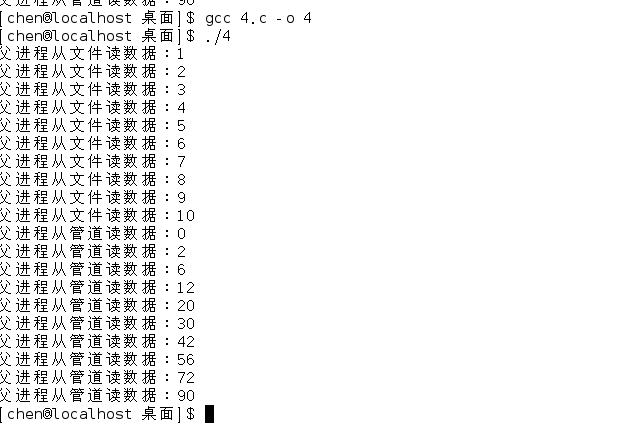 [chen@localhost 桌面]$ gcc 4.c -o 4
[chen@localhost 桌面]$ ./4
父进程从文件读数据：1
父进程从文件读数据：2
父进程从文件读数据：3
父进程从文件读数据：4
父进程从文件读数据：5
父进程从文件读数据：6
父进程从文件读数据：7
父进程从文件读数据：8
父进程从文件读数据：9
父进程从文件读数据：10
父进程从管道读数据：0
父进程从管道读数据：2
父进程从管道读数据：6
父进程从管道读数据：12
父进程从管道读数据：20
父进程从管道读数据：30
父进程从管道读数据：42
父进程从管道读数据：56
父进程从管道读数据：72
父进程从管道读数据：90
[chen@localhost 桌面]$